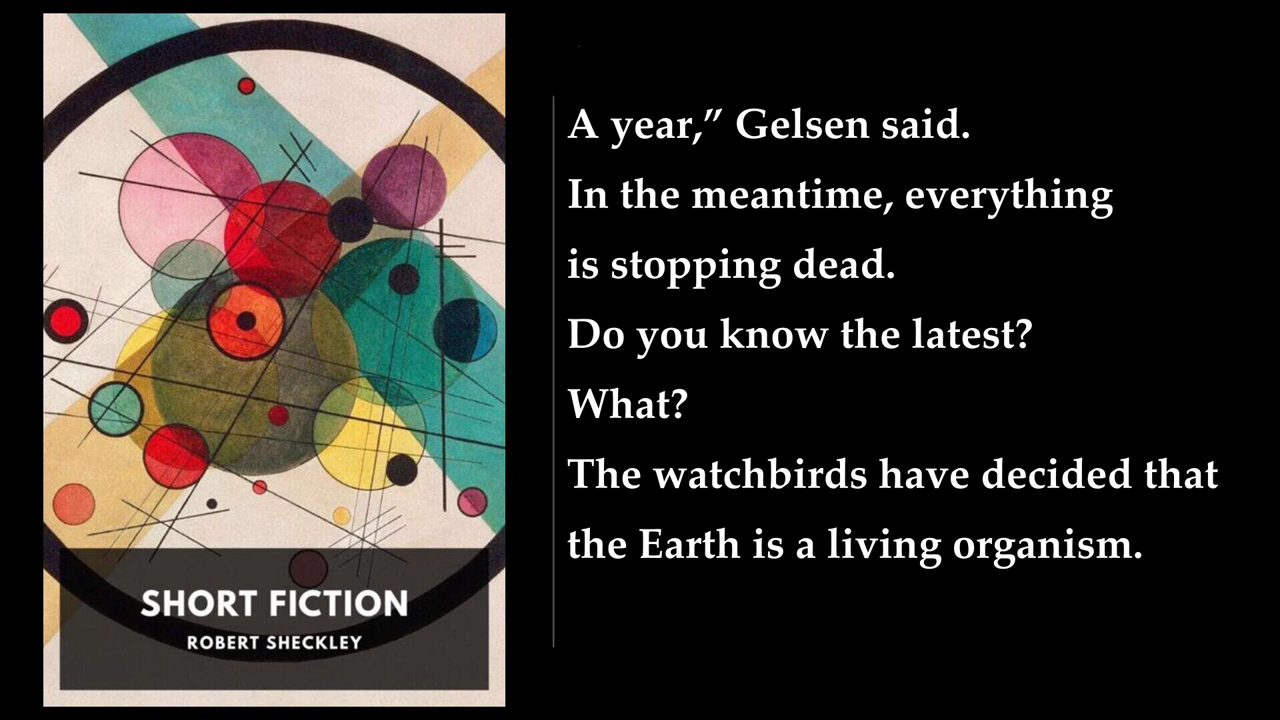 A year,” Gelsen said.
In the meantime, everything
is stopping dead.
Do you know the latest?
What?
The watchbirds have decided that
the Earth is a living organism.
SHORT FICTION
ROBERT SHECKLEY